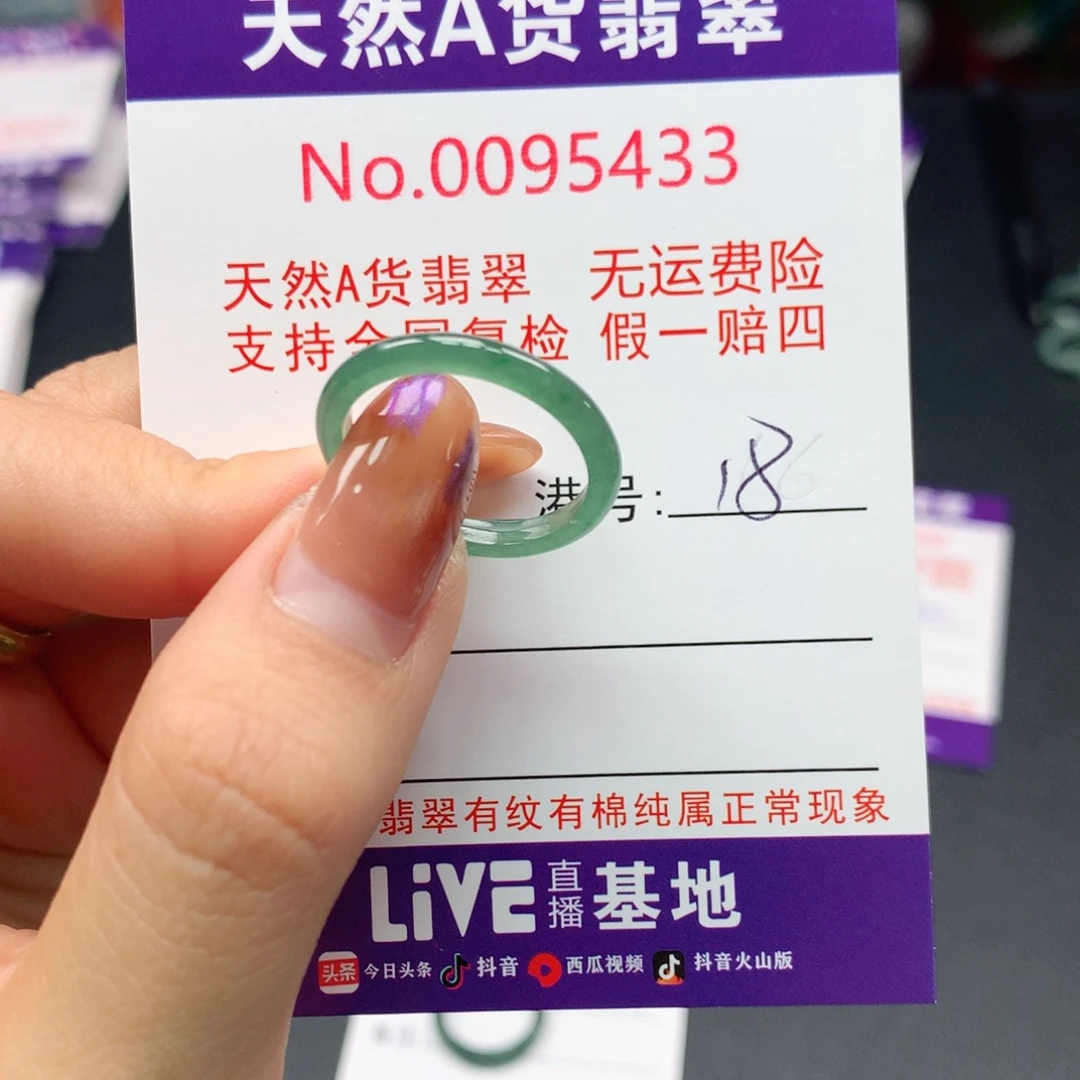 天然A货翡翠
No.0095433
天然A货翡翠 无运费险
支持全国复检 假一赔四
港号: 18
翡翠有纹有棉纯属正常现象
LiVE 直播 基地
头条 今日头条 抖音 西瓜视频 抖音火山版